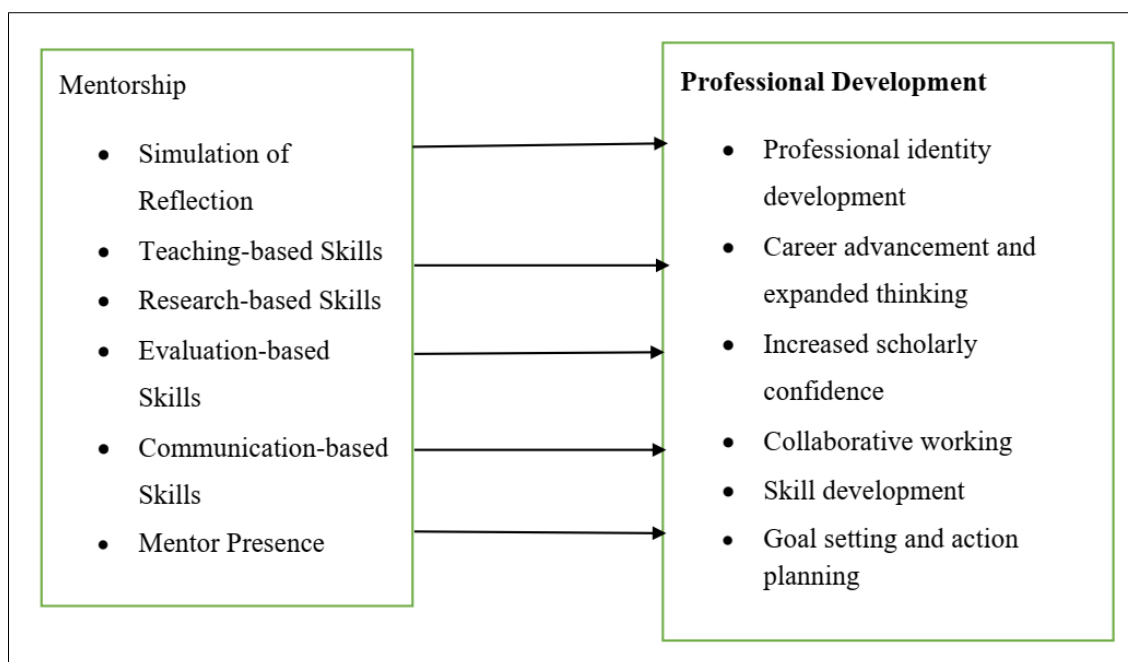 Mentorship
• Simulation of
Reflection
• Teaching-based Skills
• Research-based Skills
• Evaluation-based
Skills
• Communication-based
Skills
• Mentor Presence
Professional Development
• Professional identity
development
• Career advancement and
expanded thinking
• Increased scholarly
confidence
• Collaborative working
• Skill development
• Goal setting and action
planning